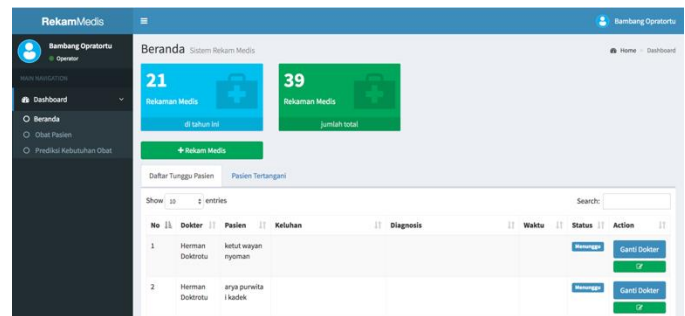 RekamMedis
Bambang Opratortu
Bambang Opratortu
Operator
MAIN NAVIGATION
Dashboard
Beranda
Obat Pasien
Prediksi Kebutuhan Obat
Beranda Sistem Rekam Medis
Home > Dashboard
21
Rekaman Medis
di tahun ini
39
Rekaman Medis
jumlah total
+ Rekam Medis
Daftar Tunggu Pasien Pasien Tertangani
Show 10 entries
Search:
No Dokter Pasien Keluhan Diagnosis Waktu Status Action
1 Herman Doktrotu ketut wayan nyoman Menunggu Ganti Dokter
2 Herman Doktrotu arya purwita i kadek Menunggu Ganti Dokter